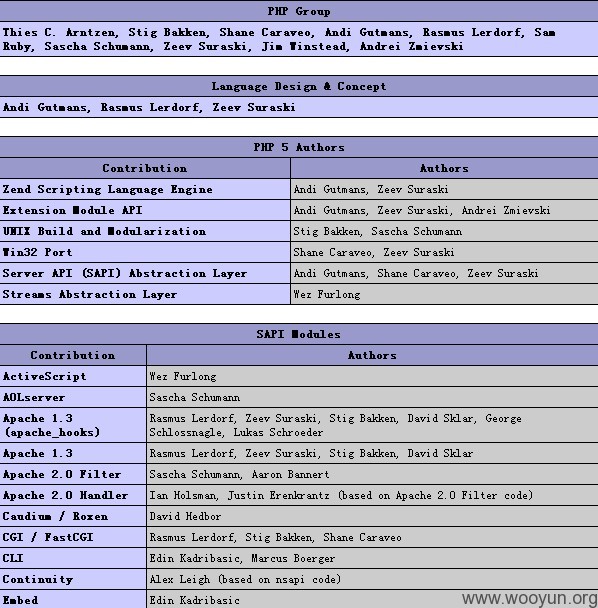 PHP Group
Thies C. Arntzen, Stig Bakken, Shane Caraveo, Andi Gutmans, Rasmus Lerdorf, Sam
Ruby, Sascha Schumann, Zeev Suraski, Jim Winstead, Andrei Zmievski
Language Design & Concept
Andi Gutmans, Rasmus Lerdorf, Zeev Suraski
PHP 5 Authors
Contribution Authors
Zend Scripting Language Engine Andi Gutmans, Zeev Suraski
Extension Module API Andi Gutmans, Zeev Suraski, Andrei Zmievski
UNIX Build and Modularization Stig Bakken, Sascha Schumann
Win32 Port Shane Caraveo, Zeev Suraski
Server API (SAPI) Abstraction Layer Andi Gutmans, Shane Caraveo, Zeev Suraski
Streams Abstraction Layer Wez Furlong
SAPI Modules
Contribution Authors
ActiveScript Wez Furlong
AOLserver Sascha Schumann
Apache 1.3 Rasmus Lerdorf, Zeev Suraski, Stig Bakken, David Sklar, George
(apache_hooks) Schlossnagle, Lukas Schroeder
Apache 1.3 Rasmus Lerdorf, Zeev Suraski, Stig Bakken, David Sklar
Apache 2.0 Filter Sascha Schumann, Aaron Bannert
Apache 2.0 Handler Ian Holsman, Justin Erenkrantz (based on Apache 2.0 Filter code)
Caudium / Roxen David Hedbor
CGI / FastCGI Rasmus Lerdorf, Stig Bakken, Shane Caraveo
CLI Edin Kadribasic, Marcus Boerger
Continuity Alex Leigh (based on nsapi code)
Embed Edin Kadribasic
www.wooyun.org